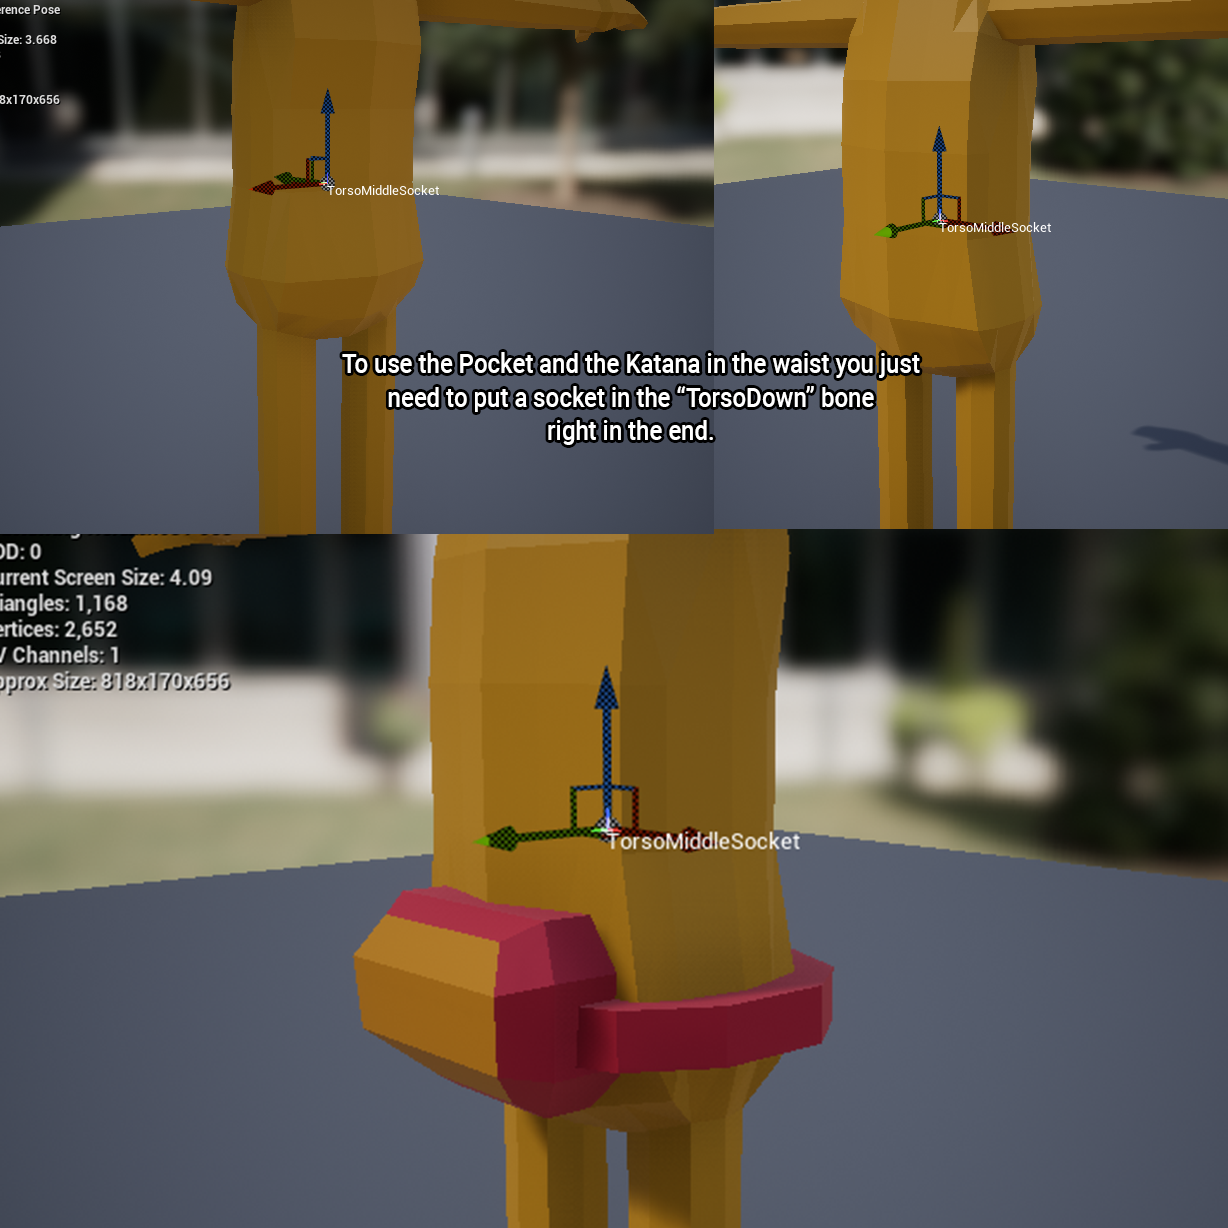 erence Pose
Size: 3.668
8x170x656
TorsoMiddleSocket
TorsoMiddleSocket
To use the Pocket and the Katana in the waist you just
need to put a socket in the “TorsoDown” bone
right in the end.
OD: 0
urrent Screen Size: 4.09
iangles: 1,168
ertices: 2,652
V Channels: 1
pprox Size: 818x170x656
TorsoMiddleSocket